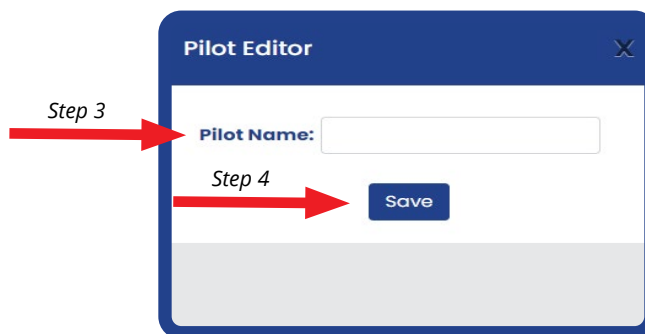 Pilot Editor X
Step 3
Pilot Name:
Step 4
Save